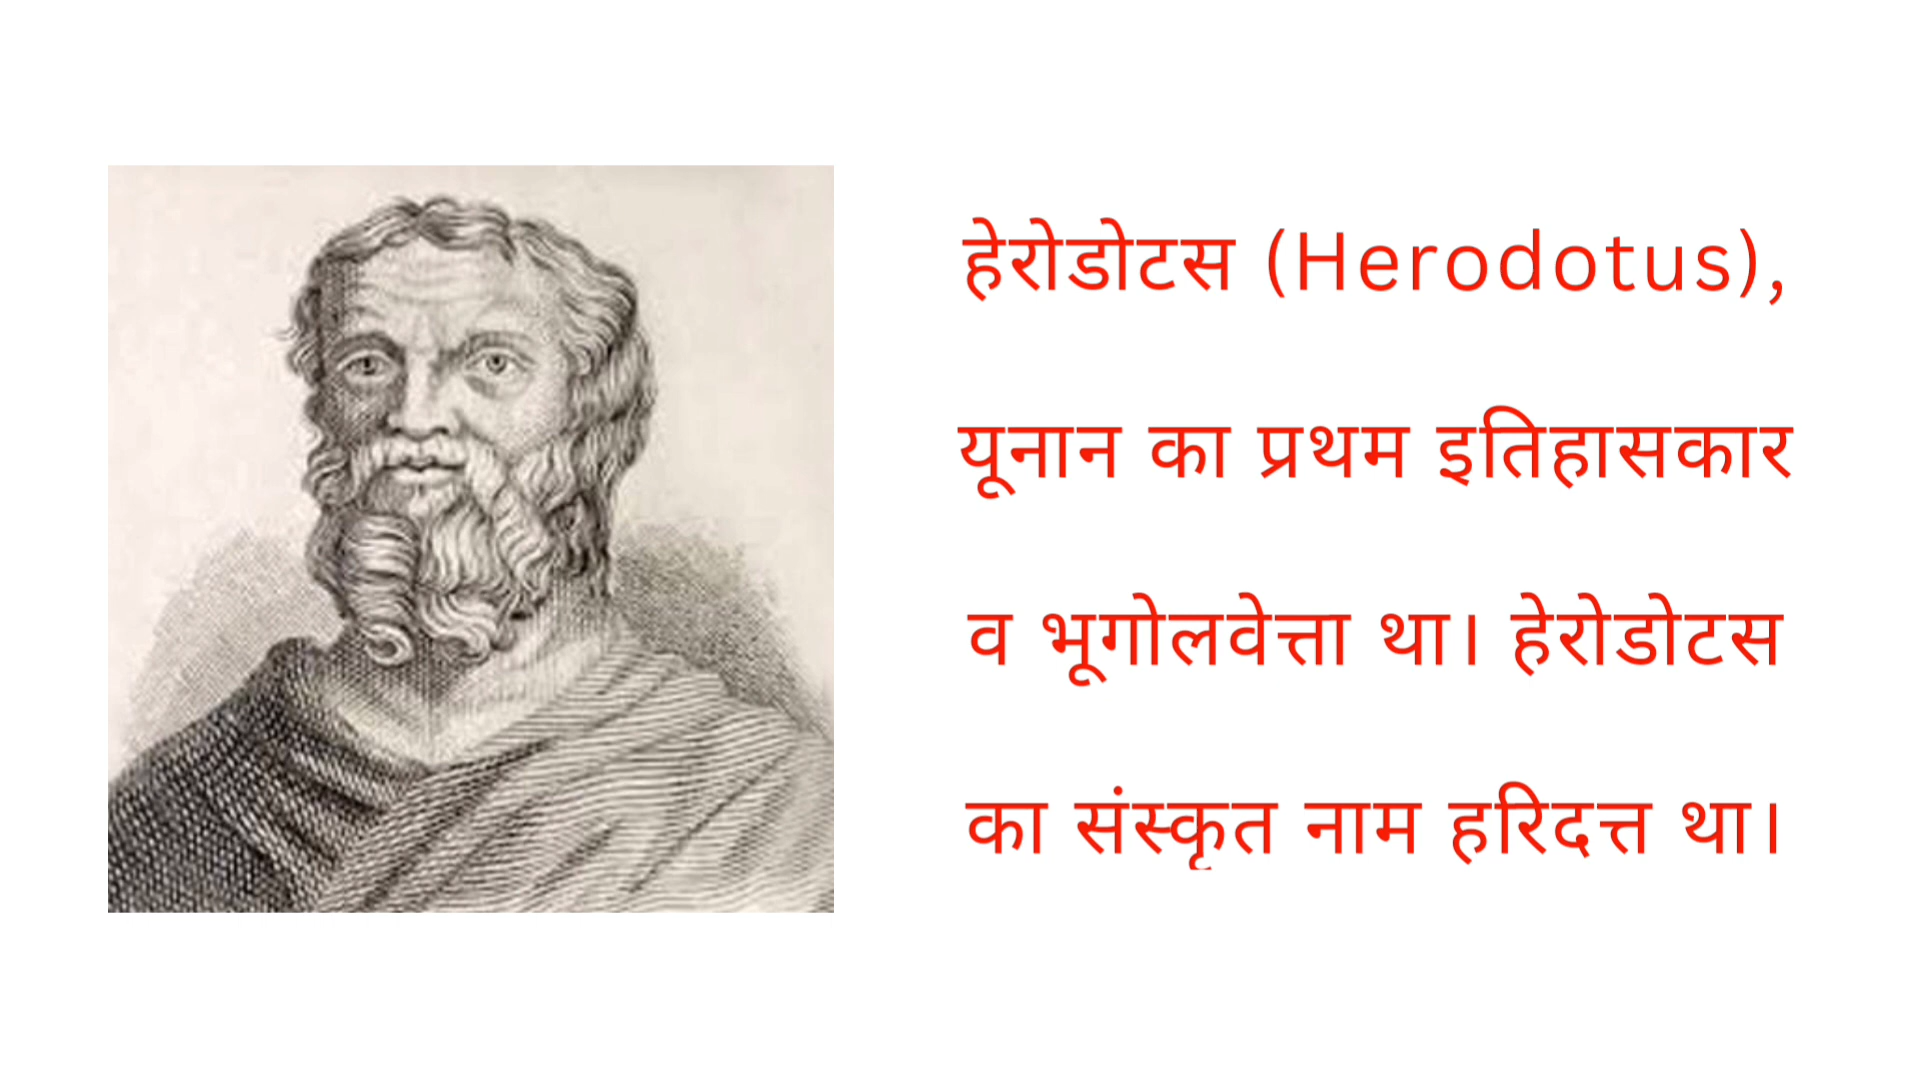 हेरोडोटस (Herodotus),
यूनान का प्रथम इतिहासकार
व भूगोलवेत्ता था। हेरोडोटस
का संस्कृत नाम हरिदत्त था।